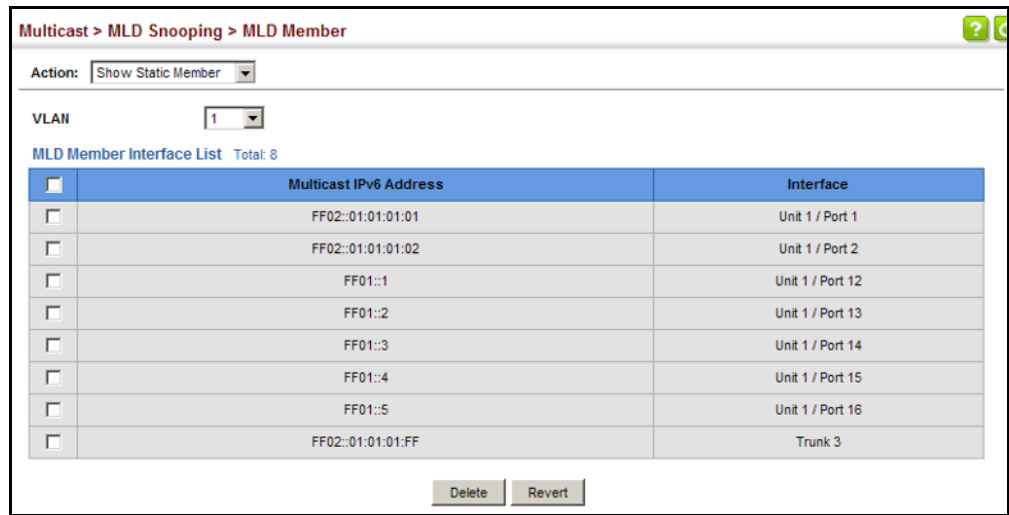 Multicast > MLD Snooping > MLD Member ?
Action: Show Static Member
VLAN 1
MLD Member Interface List Total: 8
Multicast IPv6 Address Interface
FF02::01:01:01:01 Unit 1 / Port 1
FF02::01:01:01:02 Unit 1 / Port 2
FF01::1 Unit 1 / Port 12
FF01::2 Unit 1 / Port 13
FF01::3 Unit 1 / Port 14
FF01::4 Unit 1 / Port 15
FF01::5 Unit 1 / Port 16
FF02::01:01:01:FF Trunk 3
Delete Revert